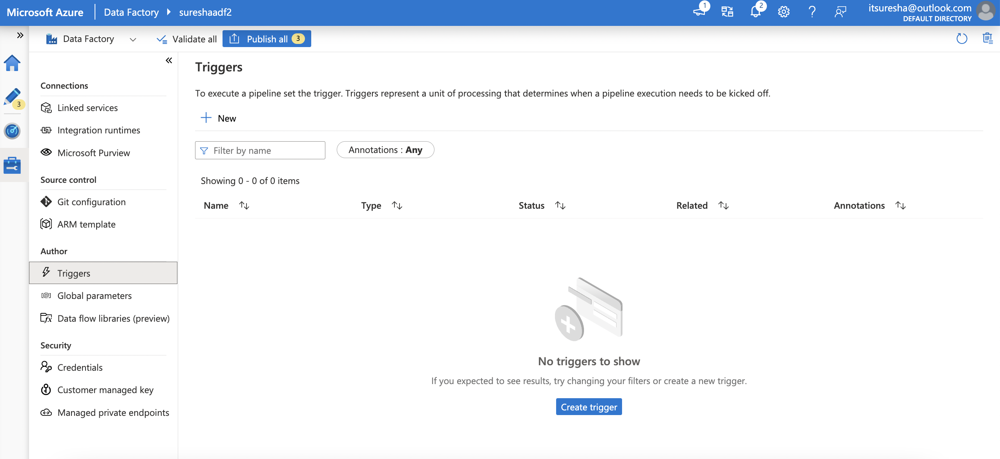 Microsoft Azure
Data Factory
sureshaadf2
1
2
itsuresha@outlook.com
DEFAULT DIRECTORY
Data Factory
Validate all
Publish all
3
3
Connections
Linked services
Integration runtimes
Microsoft Purview
Source control
Git configuration
ARM template
Author
Triggers
[@] Global parameters
Data flow libraries (preview)
Security
Credentials
Customer managed key
Managed private endpoints
Triggers
To execute a pipeline set the trigger. Triggers represent a unit of processing that determines when a pipeline execution needs to be kicked off.
New
Filter by name
Annotations : Any
Showing 0 - 0 of 0 items
Name Type Status Related Annotations
No triggers to show
If you expected to see results, try changing your filters or create a new trigger.
Create trigger